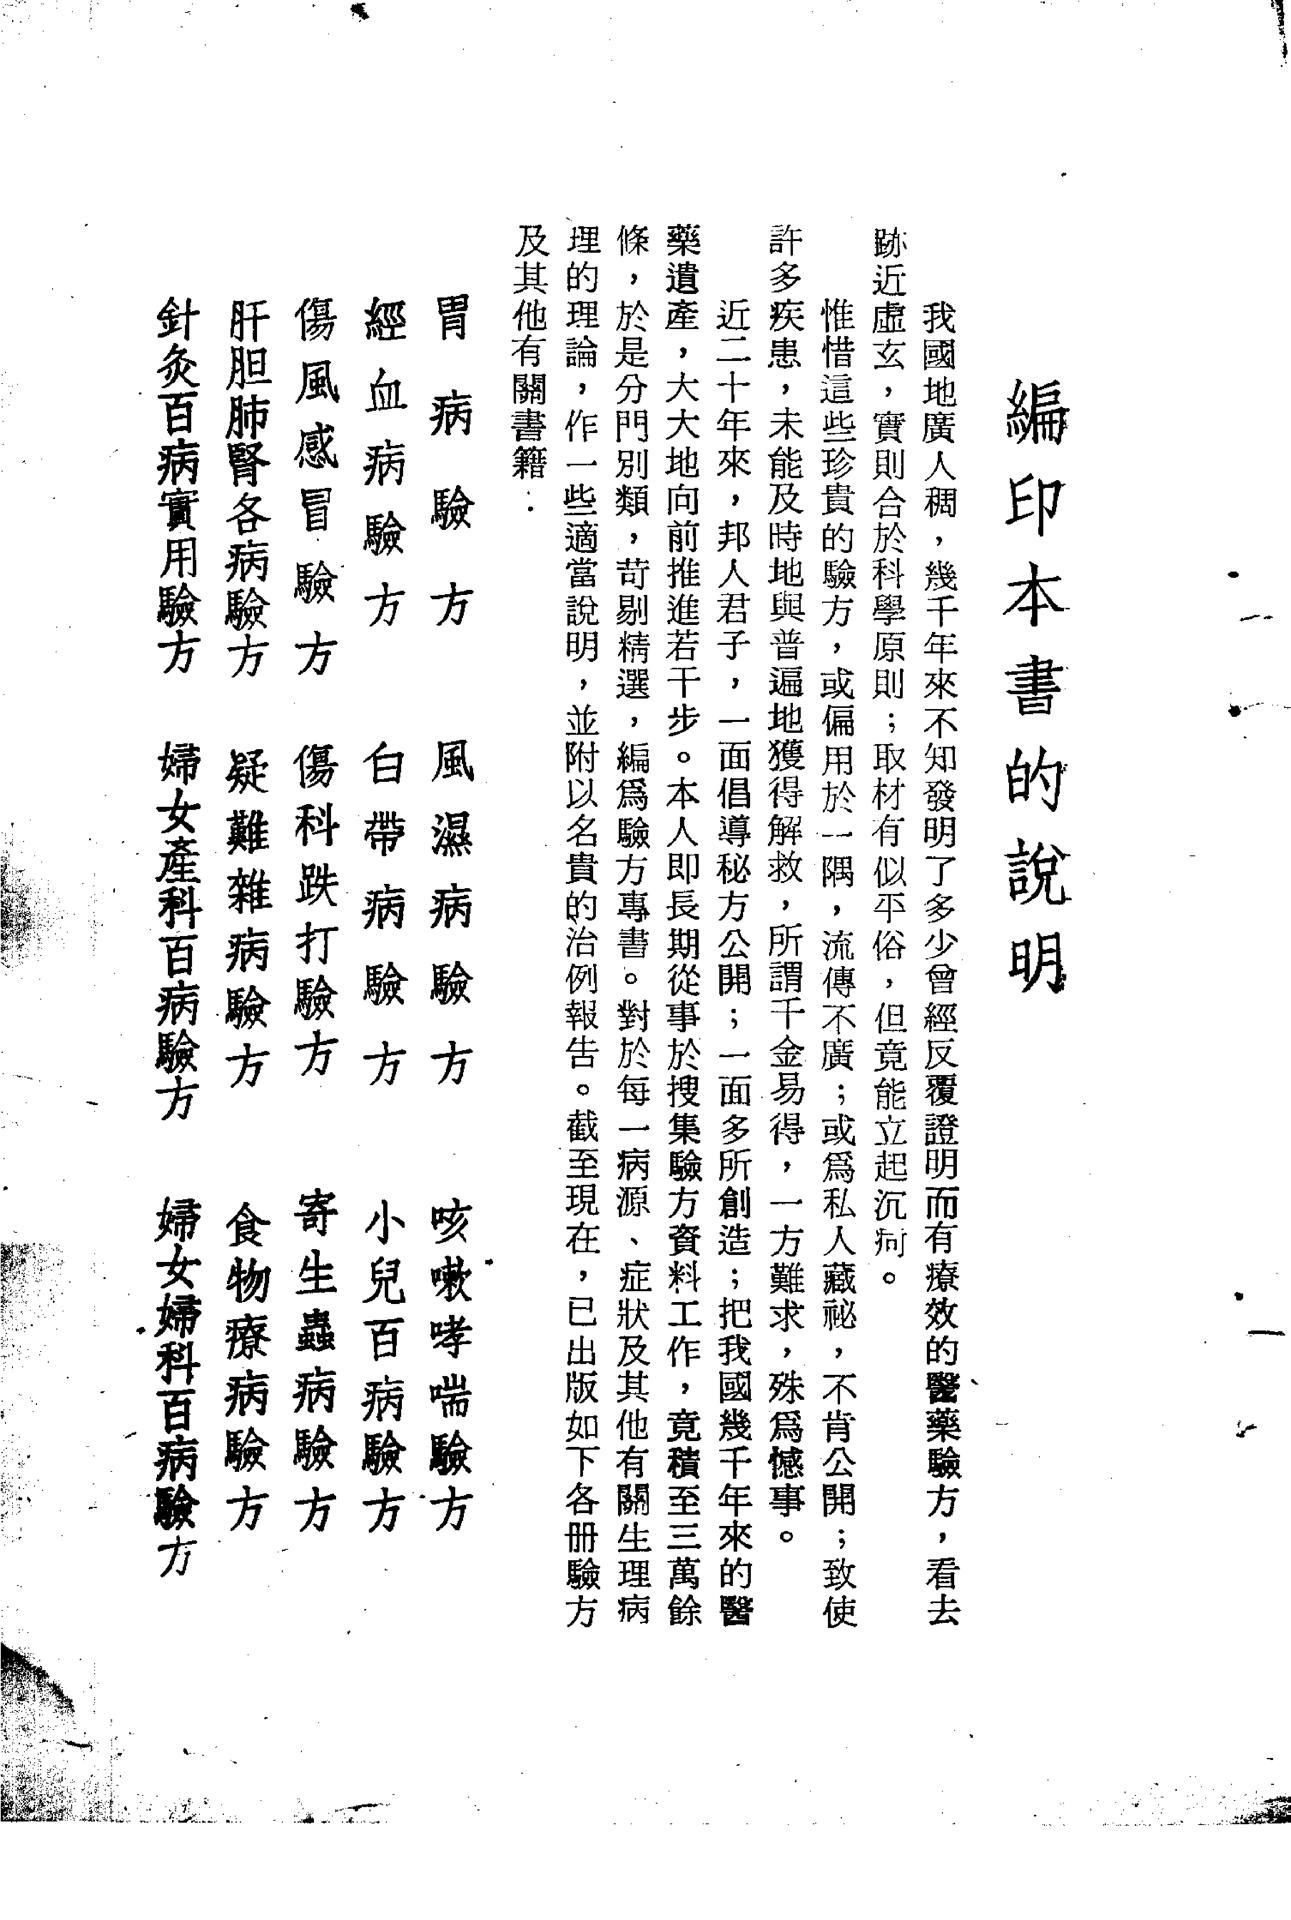 編印本書的說明
我國地廣人稠，幾千年來不知發明了多少曾經反覆證明而有療效的醫藥驗方，看去
跡近虛玄，實則合於科學原則；取材有似平俗，但竟能立起沉疴。
惟惜這些珍貴的驗方，或偏用於一隅，流傳不廣；或爲私人藏祕，不肯公開；致使
許多疾患，未能及時地與普遍地獲得解救，所謂千金易得，一方難求，殊爲憾事。
近二十年來，邦人君子，一面倡導秘方公開；一面多所創造；把我國幾千年來的醫
藥遺產，大大地向前推進若干步。本人即長期從事於搜集驗方資料工作，竟積至三萬餘
條，於是分門別類，苛剔精選，編爲驗方專書。對於每一病源、症狀及其他有關生理病
理的理論，作一些適當說明，並附以名貴的治例報告。截至現在，已出版如下各冊驗方
及其他有關書籍：
胃病驗方　風濕病驗方　咳嗽哮喘驗方
經血病驗方　白帶病驗方　小兒百病驗方
傷風感冒驗方　傷科跌打驗方　寄生蟲病驗方
肝胆肺腎各病驗方　疑難雜病驗方　食物療病驗方
針灸百病實用驗方　婦女產科百病驗方　婦女婦科百病驗方